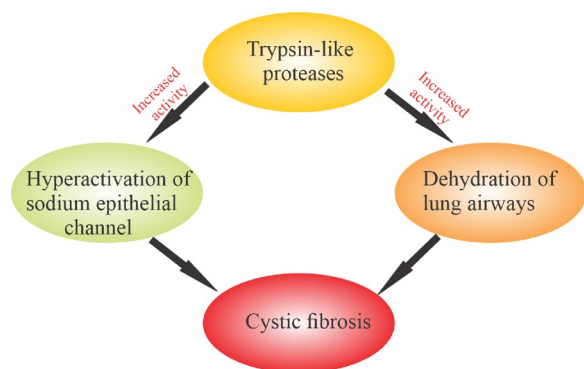 Trypsin-like
proteases
Increased
activity
Increased
activity
Hyperactivation of
sodium epithelial
channel
Dehydration of
lung airways
Cystic fibrosis